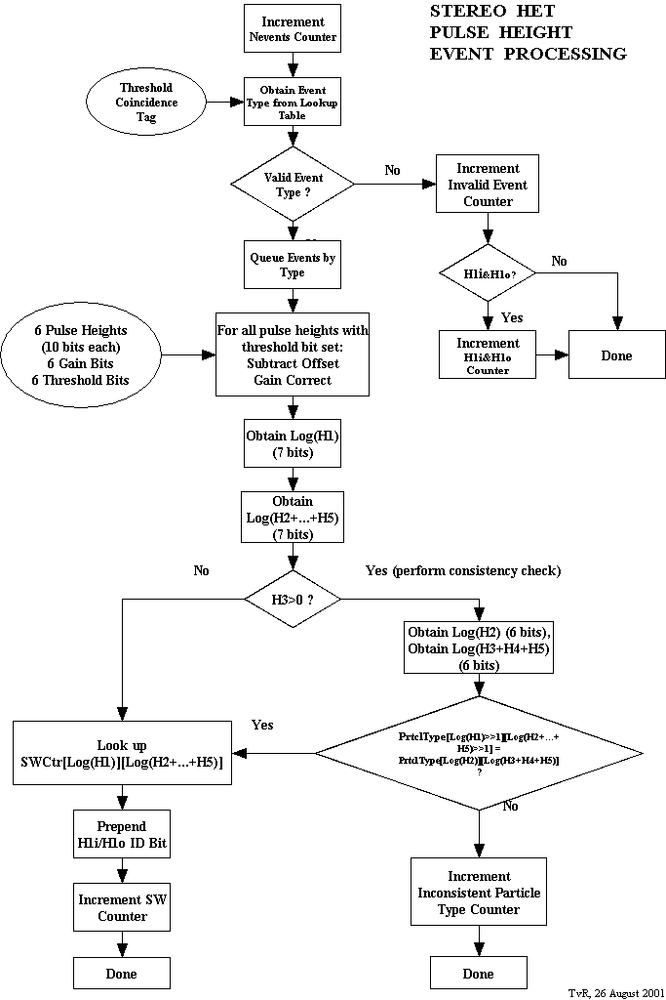 STEREO HET
PULSE HEIGHT
EVENT PROCESSING
Increment
Nevents Counter
Threshold
Coincidence
Tag
Obtain Event
Type from Lookup
Table
Valid Event
Type ?
No
Increment
Invalid Event
Counter
Queue Events by
Type
H1i&H1o?
No
Yes
Increment
H1i&H1o
Counter
Done
6 Pulse Heights
(10 bits each)
6 Gain Bits
6 Threshold Bits
For all pulse heights with
threshold bit set:
Subtract Offset
Gain Correct
Obtain Log(H1)
(7 bits)
Obtain
Log(H2+...+H5)
(7 bits)
No
Yes (perform consistency check)
H3>0 ?
Obtain Log(H2) (6 bits),
Obtain Log(H3+H4+H5)
(6 bits)
Yes
Look up
SWCtr[Log(H1)][Log(H2+...+H5)]
PrtclType[Log(H1)>>1][Log(H2+...+
H5)>>1] =
PrtclType[Log(H2)][Log(H3+H4+H5)]
?
No
Prepend
H1i/H1o ID Bit
Increment SW
Counter
Done
Increment
Inconsistent Particle
Type Counter
Done
TvR, 26 August 2001